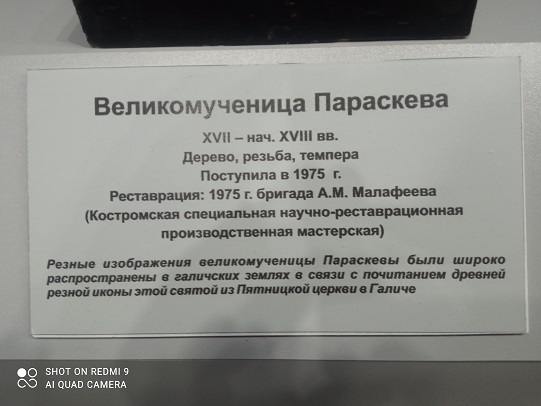 Великомученица Параскева
XVII – нач. XVIII вв.
Дерево, резьба, темпера
Поступила в 1975 г.
Реставрация: 1975 г. бригада А.М. Малафеева
(Костромская специальная научно-реставрационная
производственная мастерская)
Резные изображения великомученицы Параскевы были широко
распространены в галичских землях в связи с почитанием древней
резной иконы этой святой из Пятницкой церкви в Галиче
SHOT ON REDMI 9
AI QUAD CAMERA